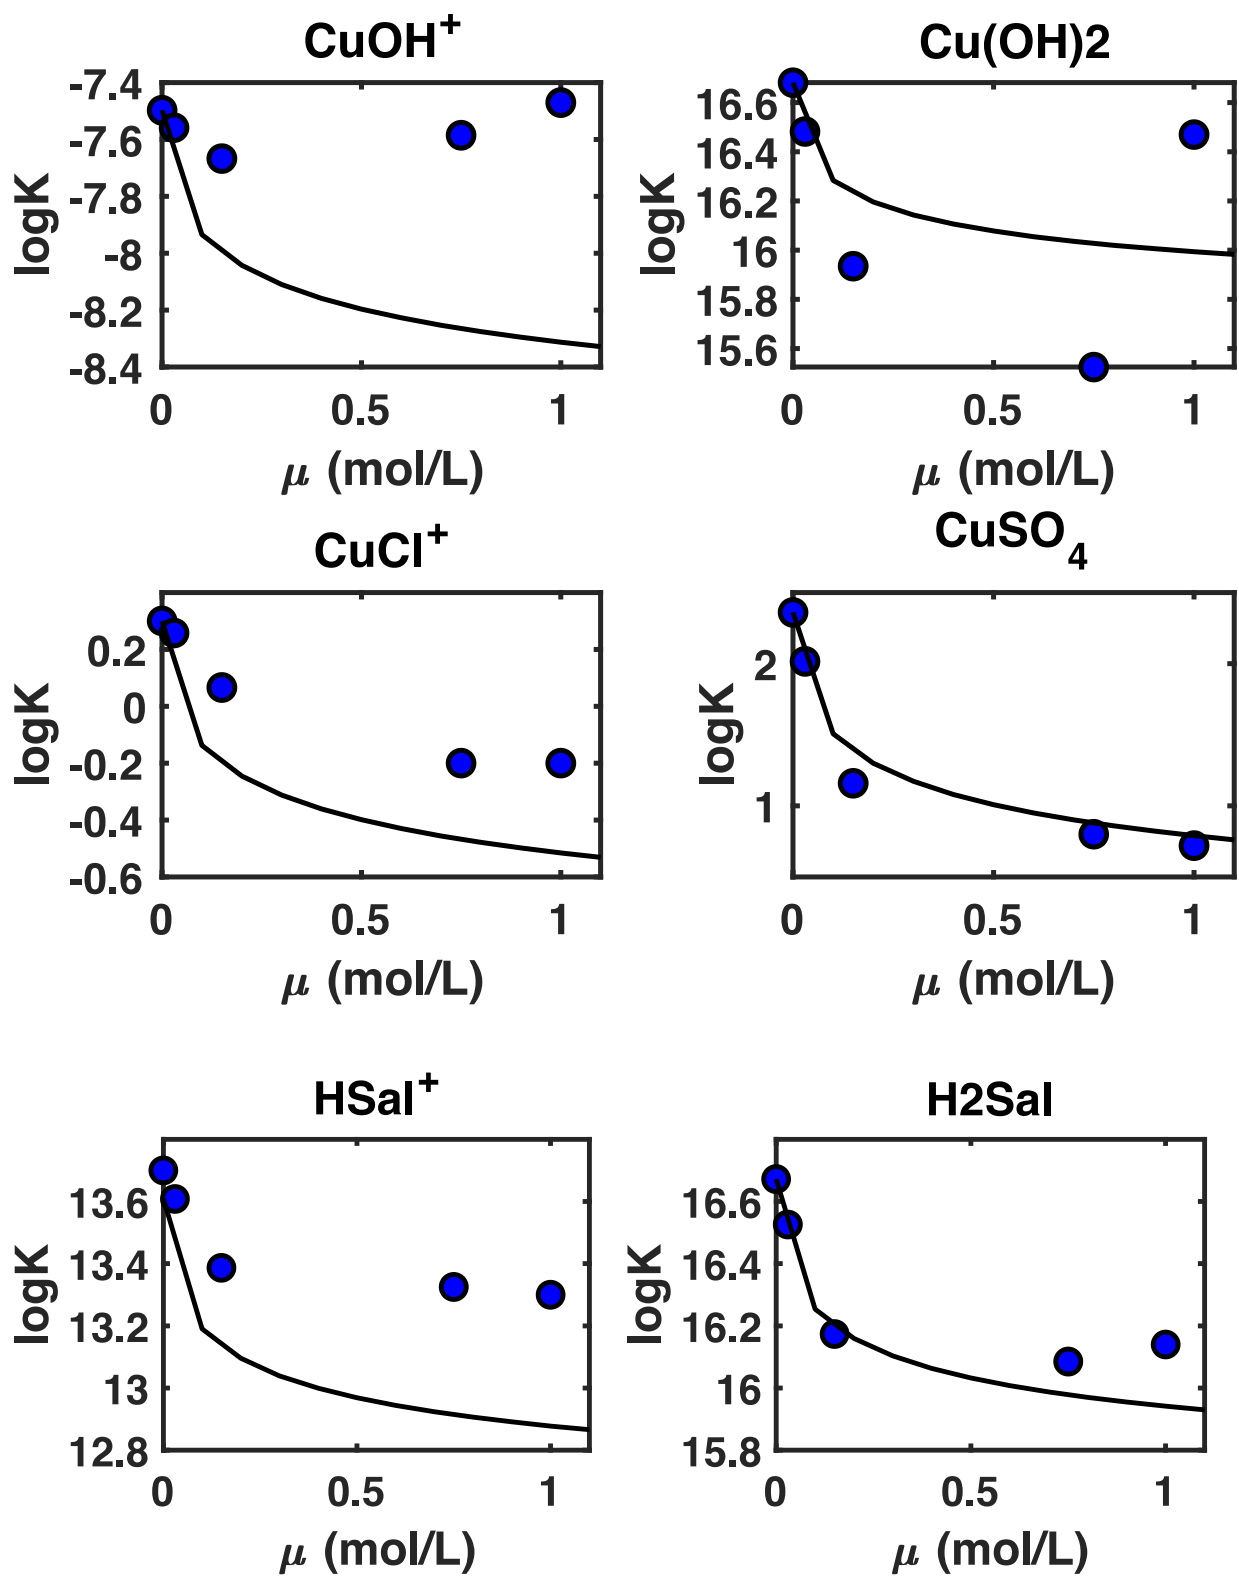 CuOH+
-7.4
-7.6
-7.8
-8
-8.2
-8.4
logK
0 0.5 1
μ (mol/L)
Cu(OH)2
16.6
16.4
16.2
16
15.8
15.6
logK
0 0.5 1
μ (mol/L)
CuCl+
0.2
0
-0.2
-0.4
-0.6
logK
0 0.5 1
μ (mol/L)
CuSO4
2
1
logK
0 0.5 1
μ (mol/L)
HSal+
13.6
13.4
13.2
13
12.8
logK
0 0.5 1
μ (mol/L)
H2Sal
16.6
16.4
16.2
16
15.8
logK
0 0.5 1
μ (mol/L)